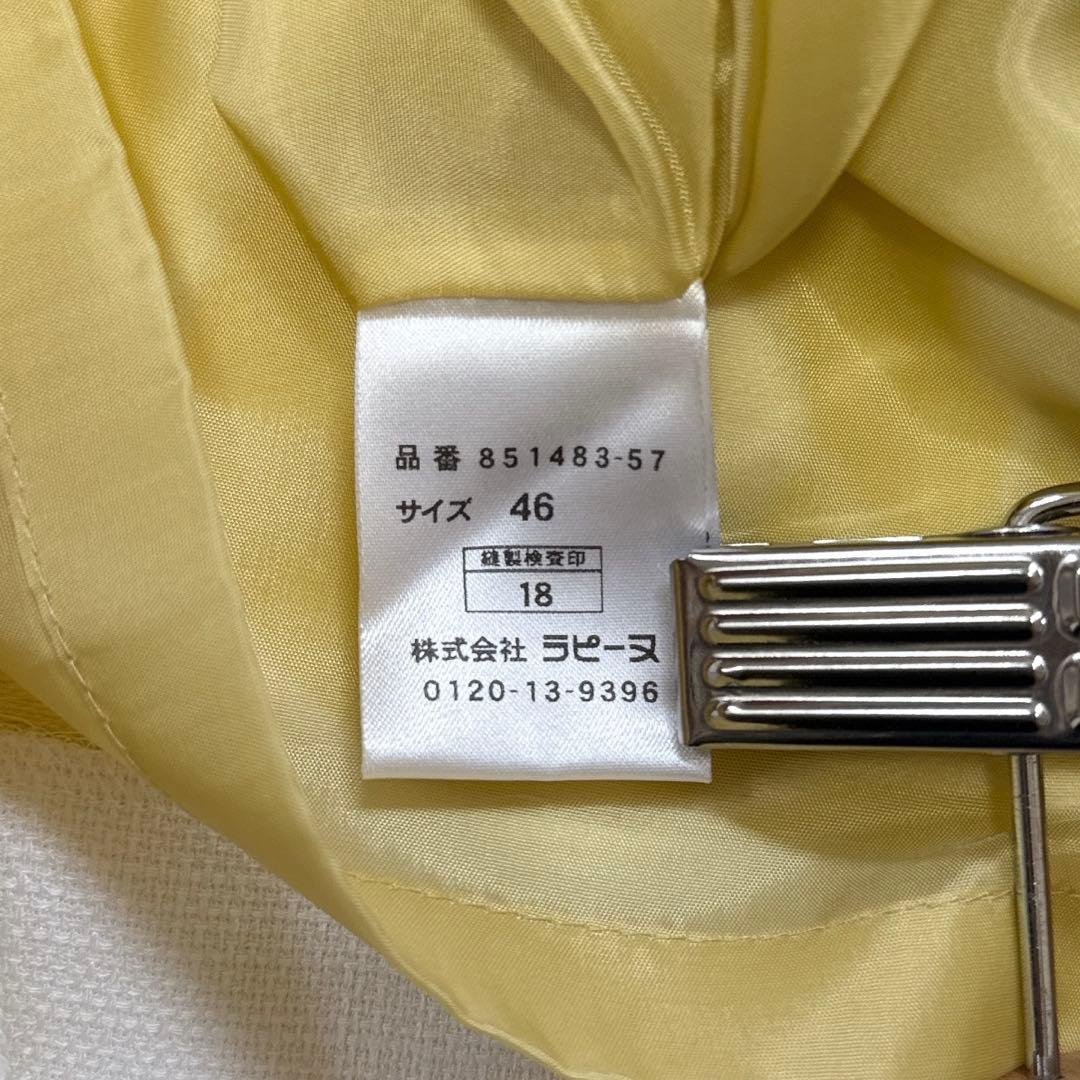 品番 851483-57
サイズ 46
縫製検査印
18
株式会社 ラピーヌ
0120-13-9396